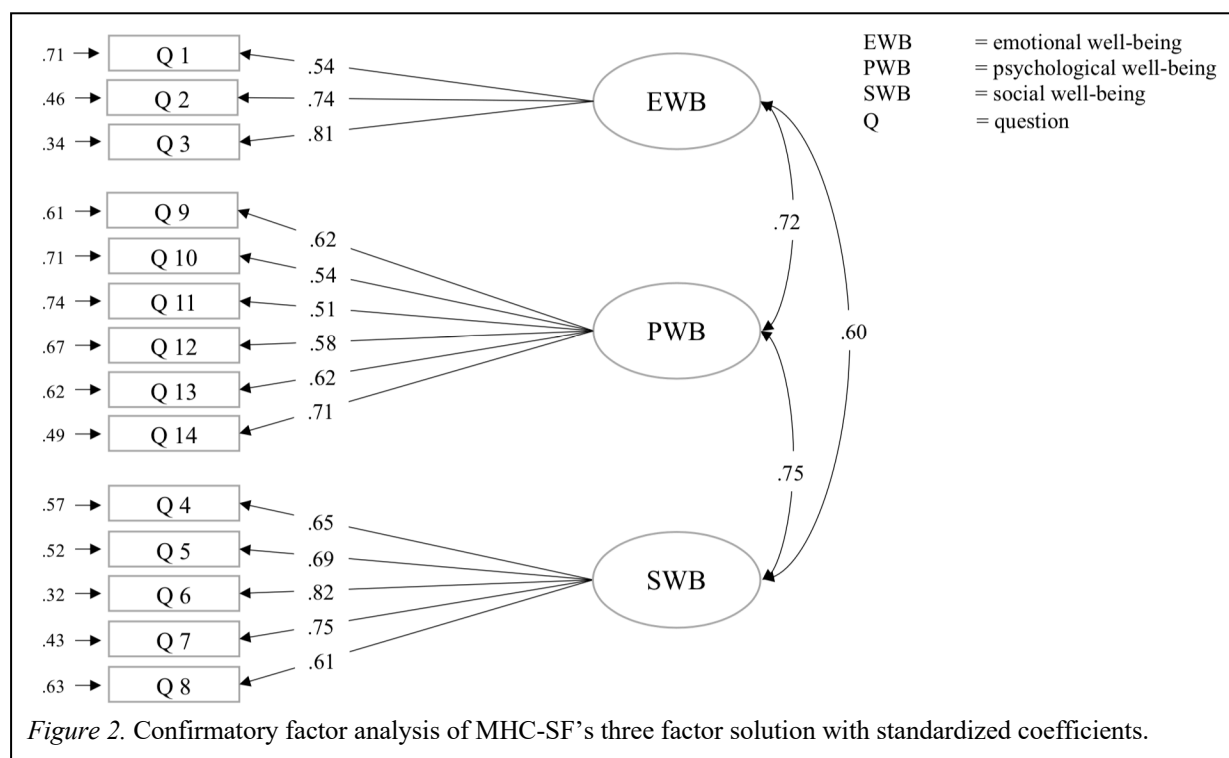 .71 Q 1 .54
.46 Q 2 .74
.34 Q 3 .81
EWB
EWB = emotional well-being
PWB = psychological well-being
SWB = social well-being
Q = question
.61 Q 9 .62
.71 Q 10 .54
.74 Q 11 .51
.67 Q 12 .58
.62 Q 13 .62
.49 Q 14 .71
PWB
.72
.60
.75
.57 Q 4 .65
.52 Q 5 .69
.32 Q 6 .82
.43 Q 7 .75
.63 Q 8 .61
SWB
Figure 2. Confirmatory factor analysis of MHC-SF’s three factor solution with standardized coefficients.